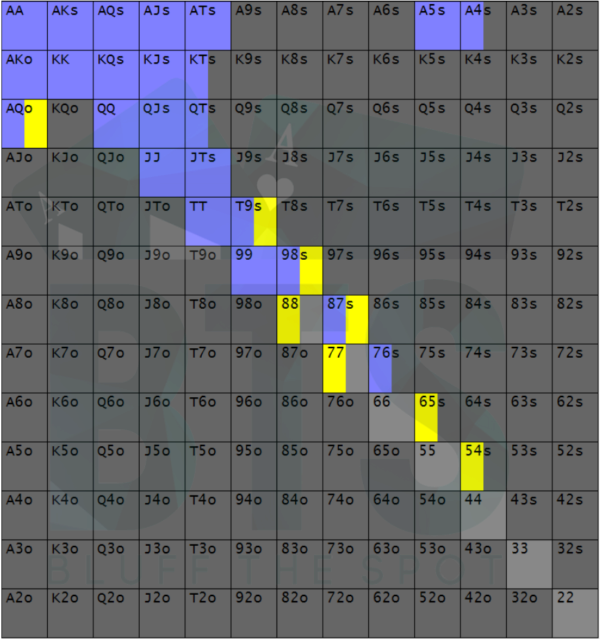 AA AKs AQs AJs ATs A9s A8s A7s A6s A5s A4s A3s A2s
AKo KK KQs KJs KTs K9s K8s K7s K6s K5s K4s K3s K2s
AQo KQo QQ QJs QTs Q9s Q8s Q7s Q6s Q5s Q4s Q3s Q2s
AJo KJo QJo JJ JTs J9s J8s J7s J6s J5s J4s J3s J2s
ATo KTo QTo JTo TT T9s T8s T7s T6s T5s T4s T3s T2s
A9o K9o Q9o J9o T9o 99 98s 97s 96s 95s 94s 93s 92s
A8o K8o Q8o J8o T8o 98o 88 87s 86s 85s 84s 83s 82s
A7o K7o Q7o J7o T7o 97o 87o 77 76s 75s 74s 73s 72s
A6o K6o Q6o J6o T6o 96o 86o 76o 66 65s 64s 63s 62s
A5o K5o Q5o J5o T5o 95o 85o 75o 65o 55 54s 53s 52s
A4o K4o Q4o J4o T4o 94o 84o 74o 64o 54o 44 43s 42s
A3o K3o Q3o J3o T3o 93o 83o 73o 63o 53o 43o 33 32s
A2o K2o Q2o J2o T2o 92o 82o 72o 62o 52o 42o 32o 22
A
A
BTS
BLUFF THE SPOT